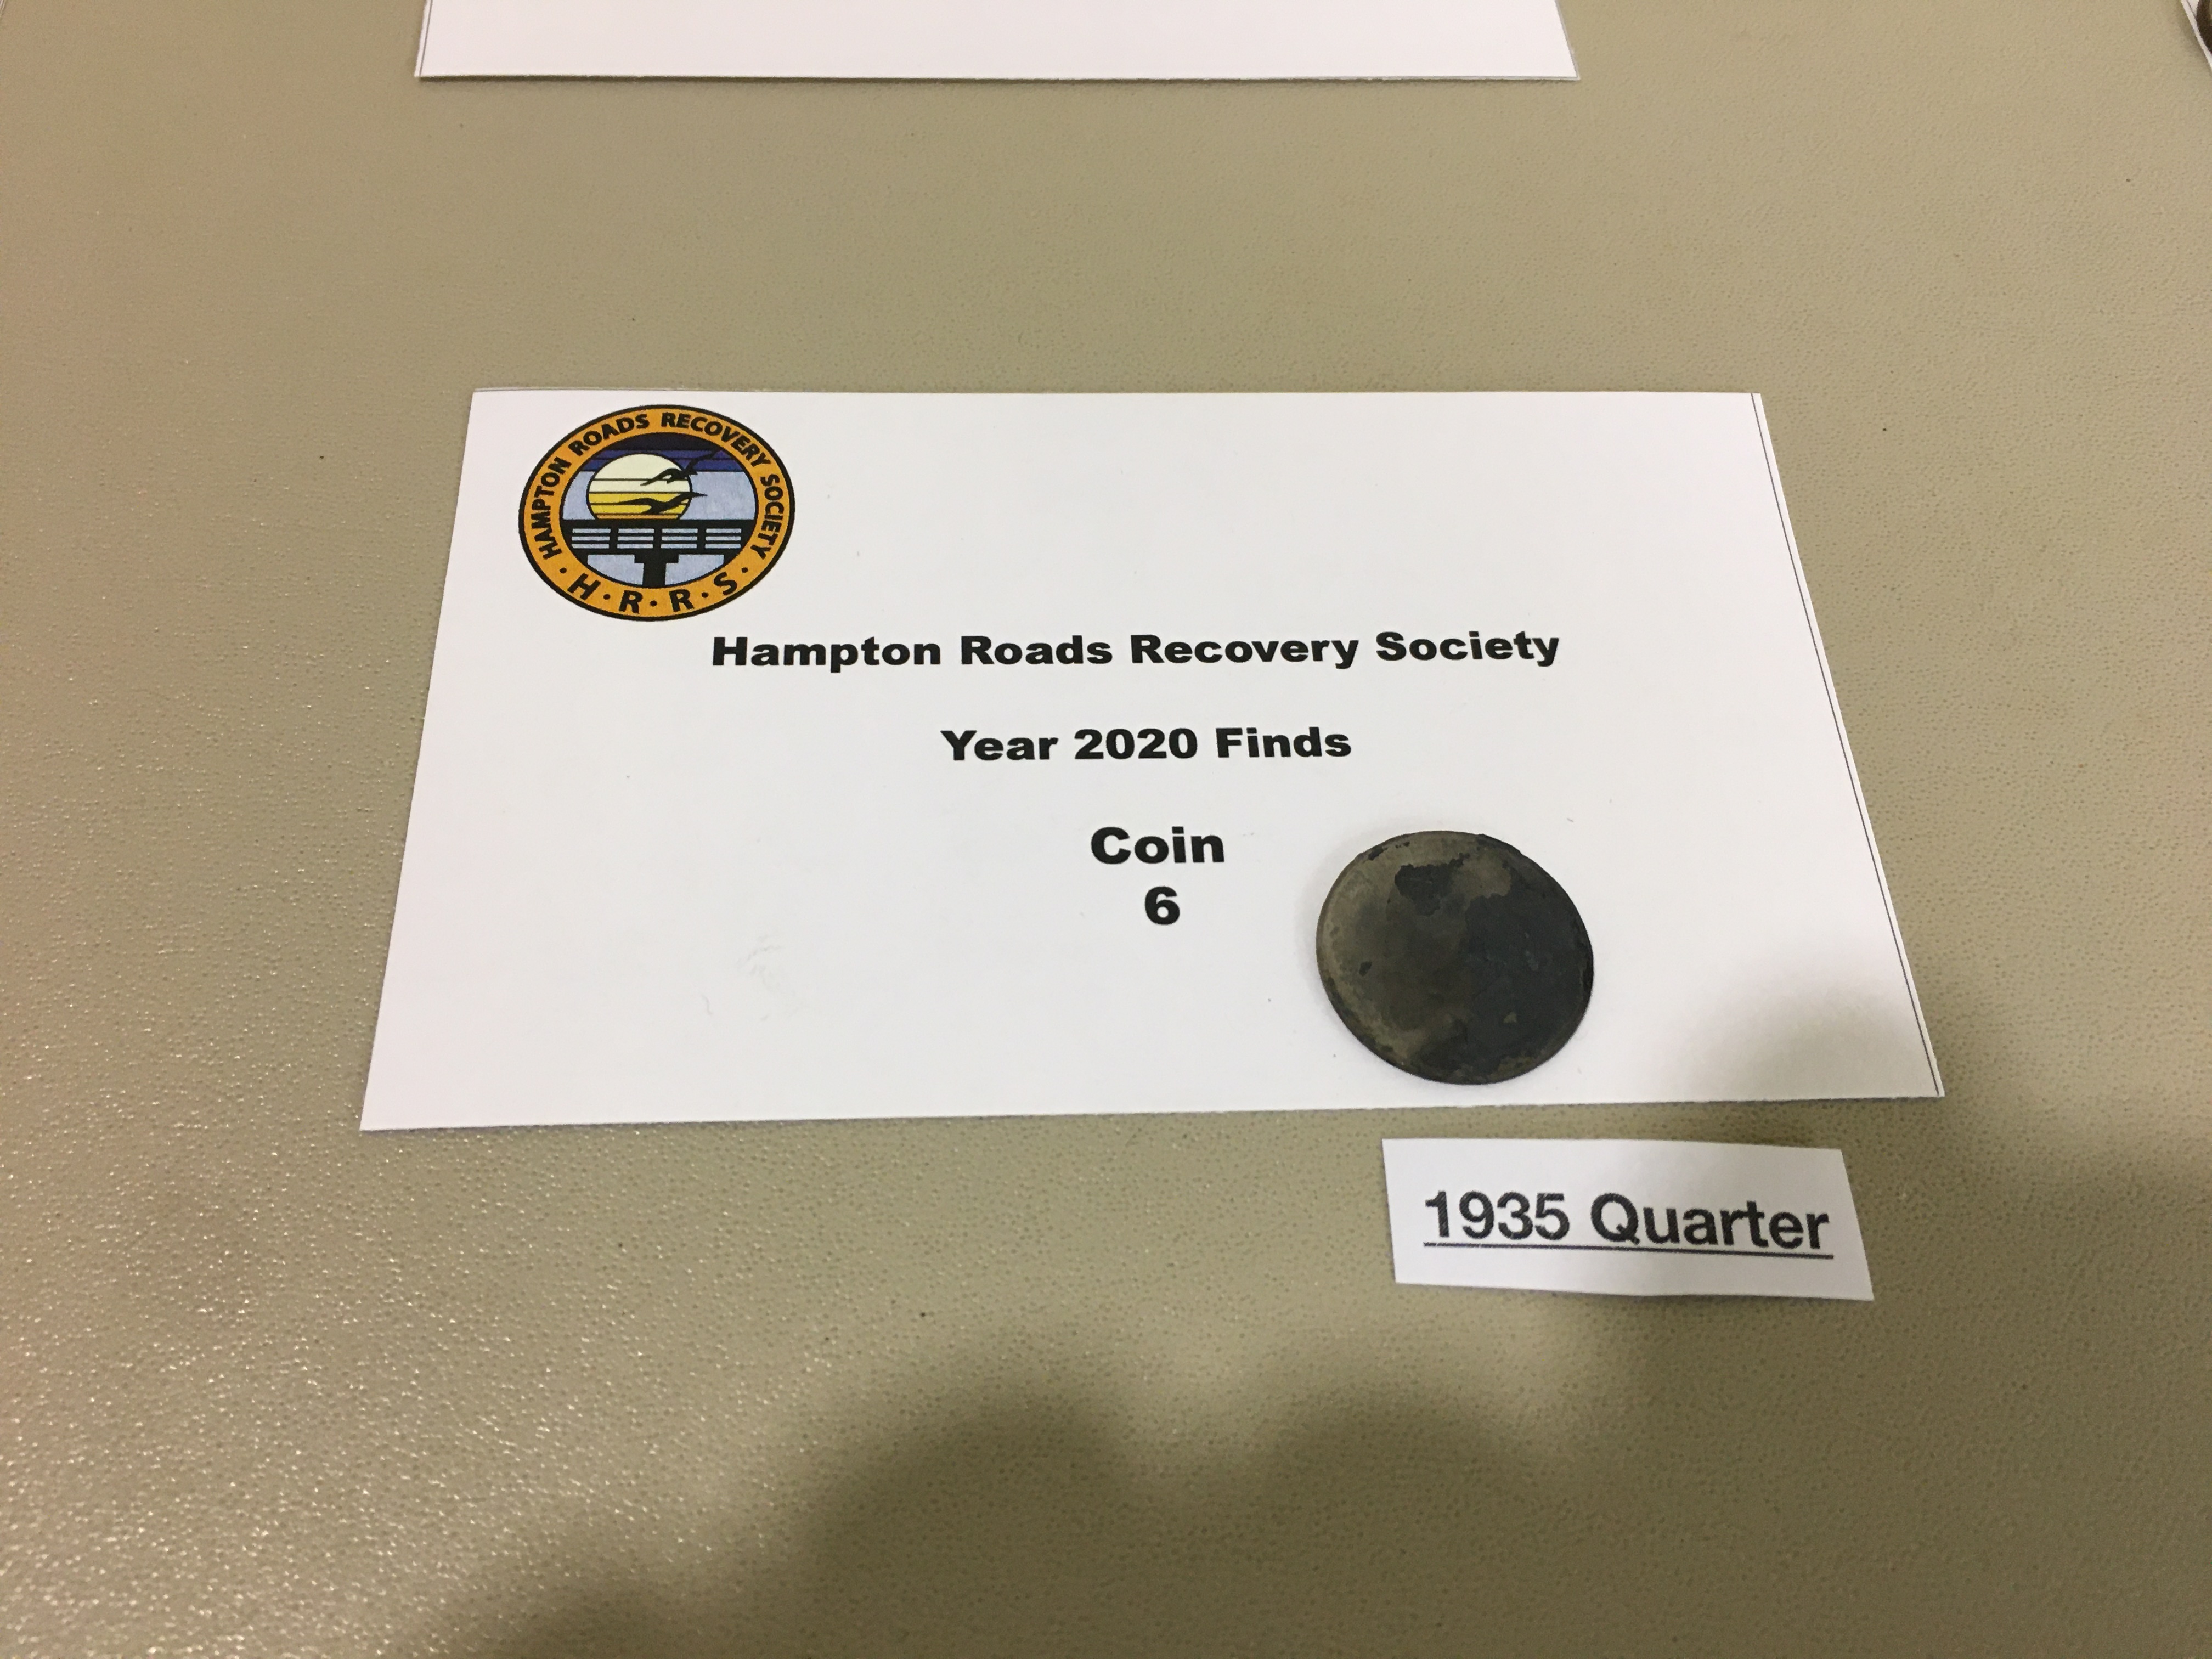 HAMPTON ROADS RECOVERY SOCIETY
· H · R · R · S ·
Hampton Roads Recovery Society
Year 2020 Finds
Coin
6
1935 Quarter